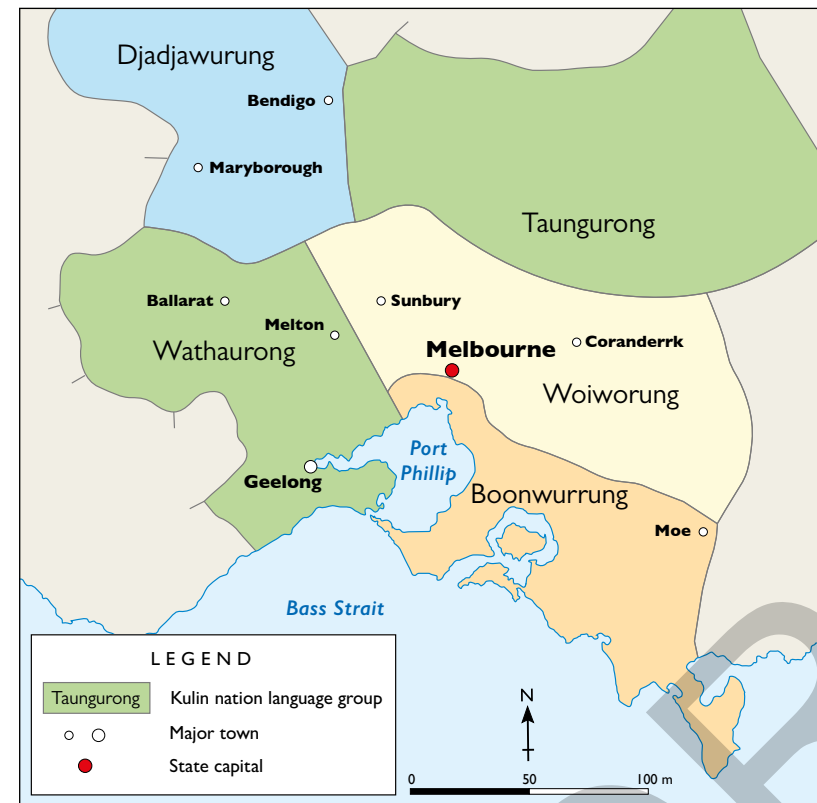 Djadjawurung
Bendigo
Maryborough
Taungurong
Ballarat
Sunbury
Melton
Wathaurong
Melbourne
Coranderrk
Woiworung
Port
Phillip
Geelong
Boonwurrung
Moe
Bass Strait
LEGEND
Taungurong Kulin nation language group
Major town
State capital
N
0 50 100 m